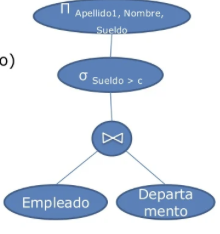 Π Apellido1, Nombre,
Sueldo
o)
σ Sueldo > c
⋈
Empleado
Departa
mento